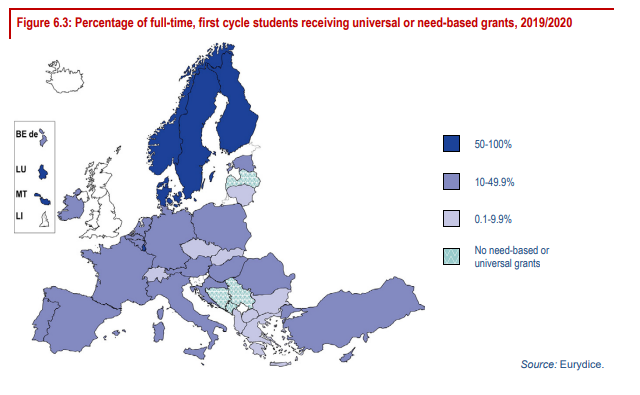 Figure 6.3: Percentage of full-time, first cycle students receiving universal or need-based grants, 2019/2020
BE de
LU
MT
LI
50-100%
10-49.9%
0.1-9.9%
No need-based or
universal grants
Source: Eurydice.